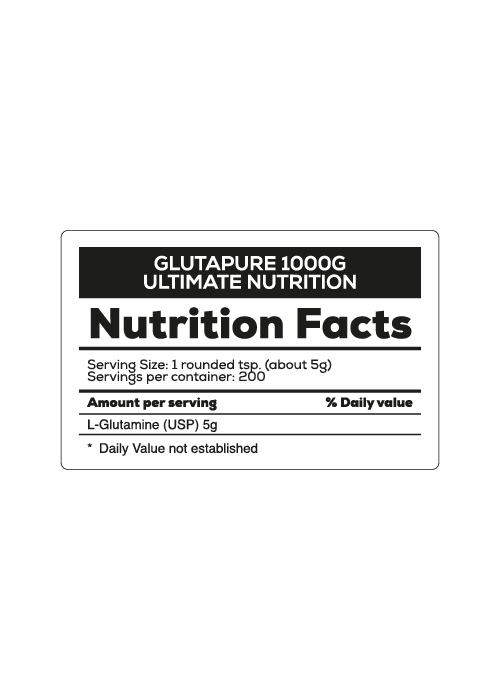 GLUTAPURE 1000G
ULTIMATE NUTRITION
Nutrition Facts
Serving Size: 1 rounded tsp. (about 5g)
Servings per container: 200
Amount per serving % Daily value
L-Glutamine (USP) 5g
* Daily Value not established